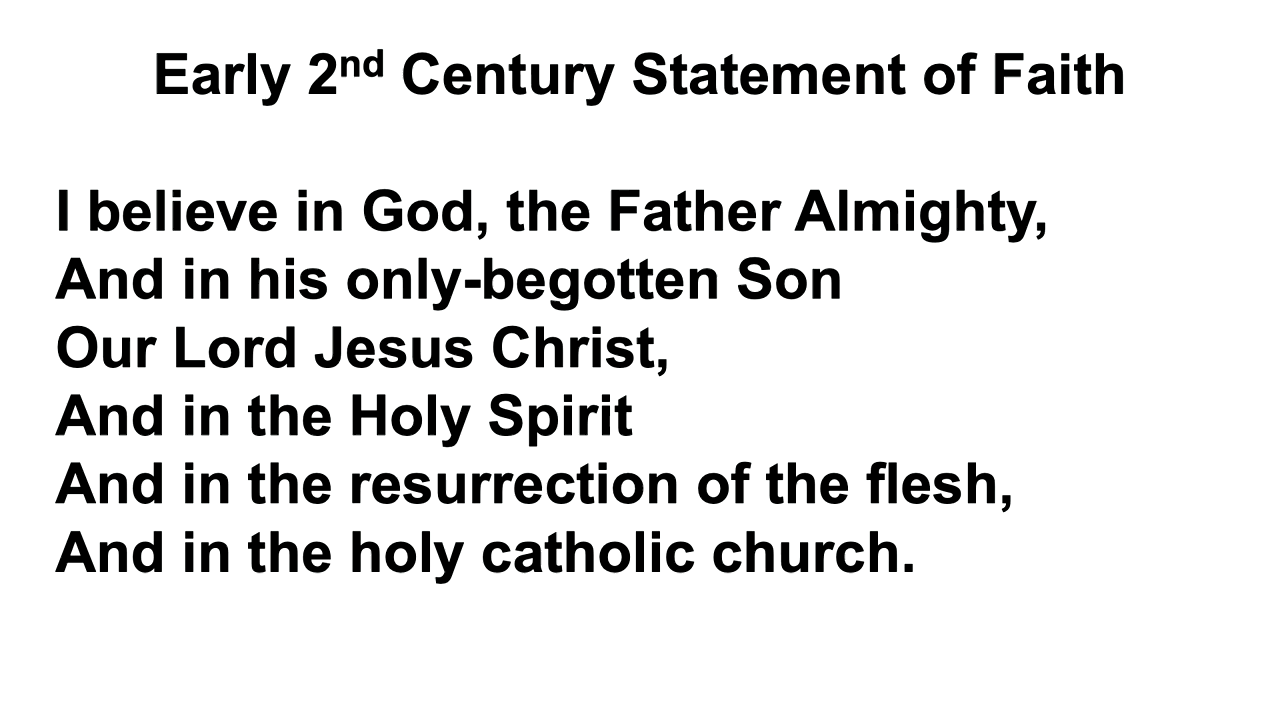 Early 2nd Century Statement of Faith
I believe in God, the Father Almighty,
And in his only-begotten Son
Our Lord Jesus Christ,
And in the Holy Spirit
And in the resurrection of the flesh,
And in the holy catholic church.